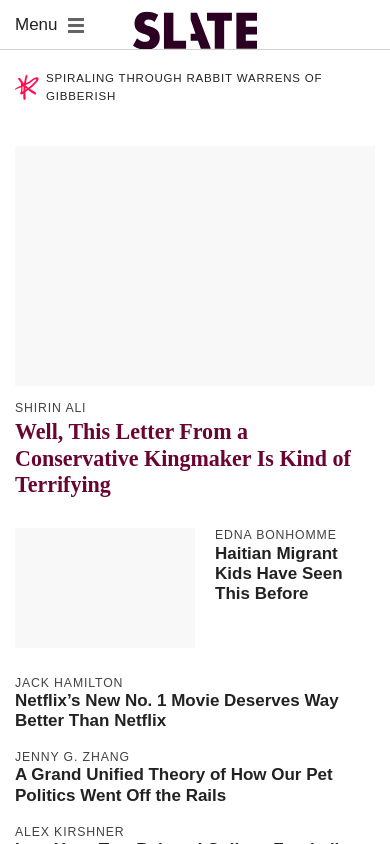 Menu
SLATE
SPIRALING THROUGH RABBIT WARRENS OF
GIBBERISH
SHIRIN ALI
Well, This Letter From a
Conservative Kingmaker Is Kind of
Terrifying
EDNA BONHOMME
Haitian Migrant
Kids Have Seen
This Before
JACK HAMILTON
Netflix’s New No. 1 Movie Deserves Way
Better Than Netflix
JENNY G. ZHANG
A Grand Unified Theory of How Our Pet
Politics Went Off the Rails
ALEX KIRSHNER